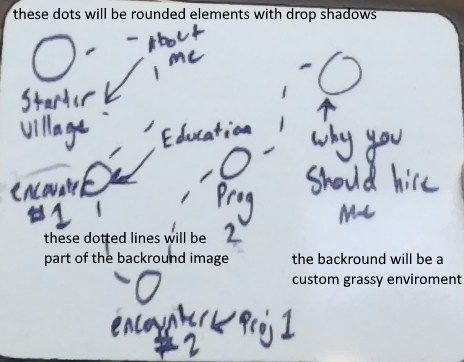 these dots will be rounded elements with drop shadows
About
me
Starter
Village
Education
encounter
#1
why you
Should hire
me
Prog
2
these dotted lines will be
part of the backround image
the backround will be a
custom grassy enviroment
encounter
#2
Proj 1